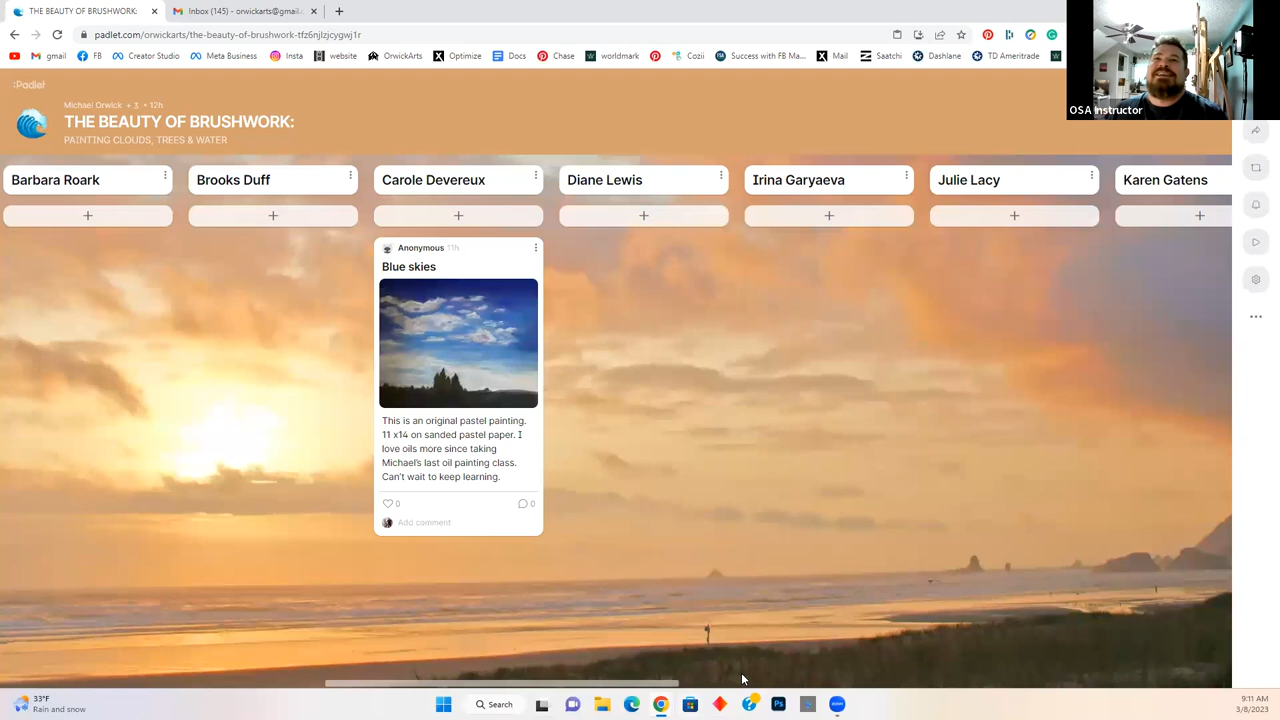 THE BEAUTY OF BRUSHWORK:
Inbox (145) - orwickarts@gmail.
padlet.com/orwickarts/the-beauty-of-brushwork-tfz6njlzjcygwj1r
gmail FB Creator Studio Meta Business Insta website OrwickArts Optimize Docs Chase worldmark Cozii Success with FB Ma... Mail Saatchi Dashlane TD Ameritrade
OSA Instructor
:Padlet
Michael Orwick + 3 • 12h
THE BEAUTY OF BRUSHWORK:
PAINTING CLOUDS, TREES & WATER
Barbara Roark
Brooks Duff
Carole Devereux
Diane Lewis
Irina Garyaeva
Julie Lacy
Karen Gatens
Anonymous 11h
Blue skies
This is an original pastel painting.
11 x14 on sanded pastel paper. I
love oils more since taking
Michael's last oil painting class.
Can't wait to keep learning.
0 0
Add comment
33°F
Rain and snow
Search
Ps
zoom
9:11 AM
3/8/2023